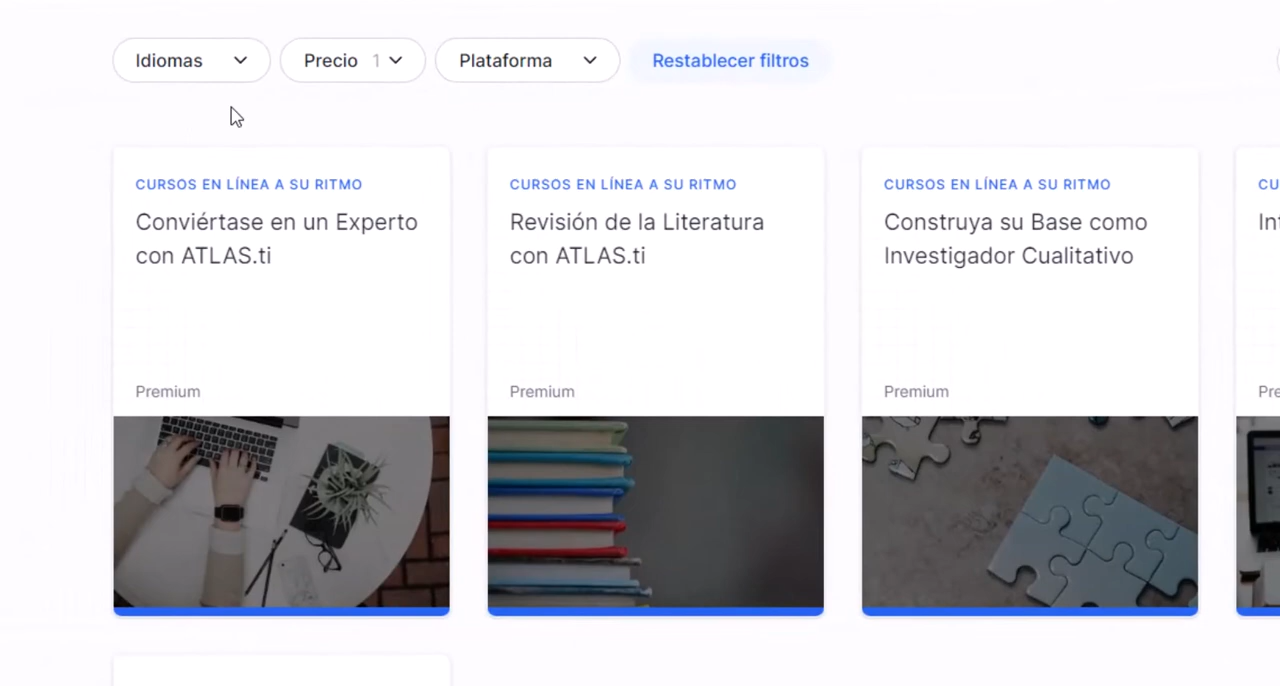 Idiomas
Precio 1
Plataforma
Restablecer filtros
CURSOS EN LÍNEA A SU RITMO
Conviértase en un Experto
con ATLAS.ti
Premium
CURSOS EN LÍNEA A SU RITMO
Revisión de la Literatura
con ATLAS.ti
Premium
CURSOS EN LÍNEA A SU RITMO
Construya su Base como
Investigador Cualitativo
Premium